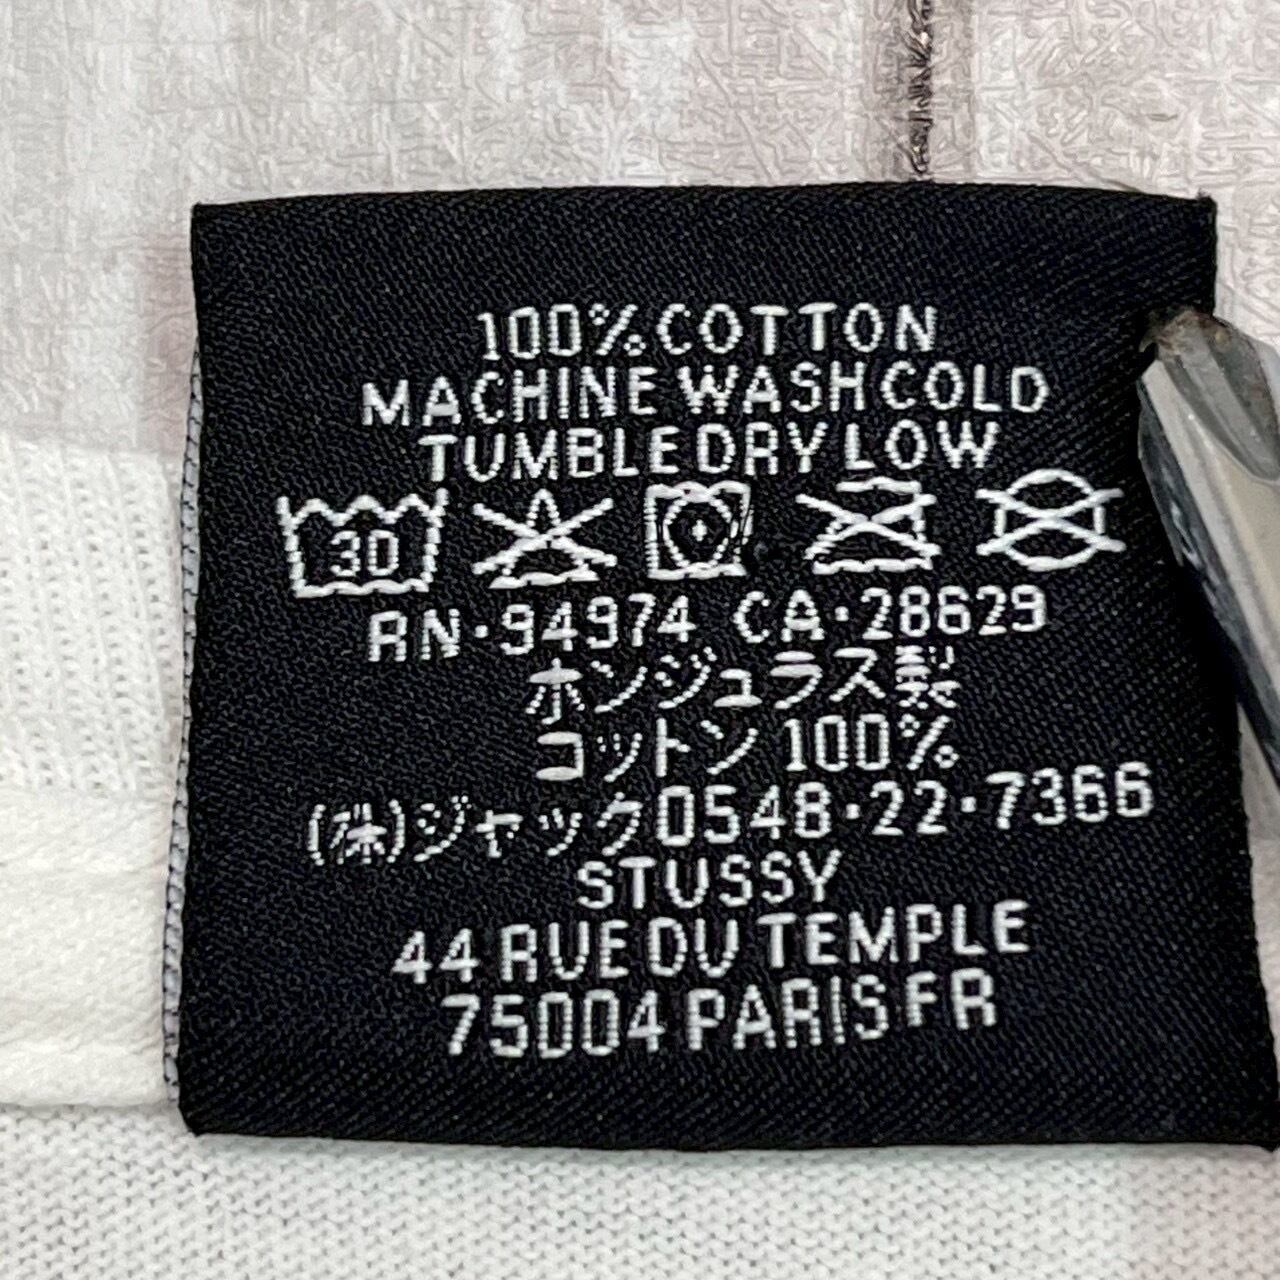 100% COTTON
MACHINE WASH COLD
TUMBLE DRY LOW
30
RN·94974 CA·28629
ホンジュラス製
コットン 100%
(株)ジャック0548·22·7366
STUSSY
44 RUE DU TEMPLE
75004 PARIS FR